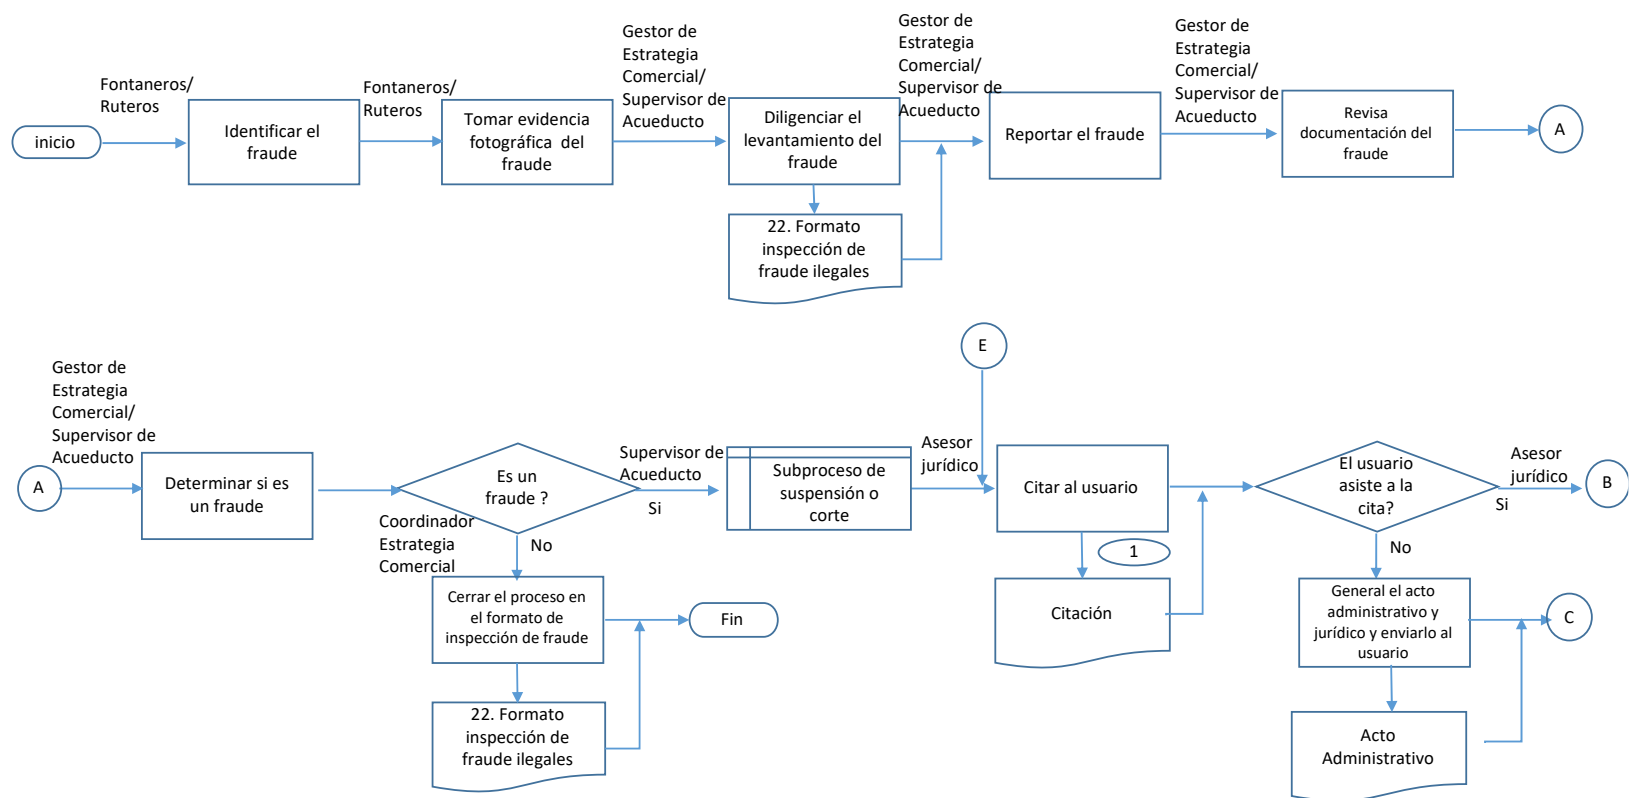 inicio
Fontaneros/
Ruteros
Identificar el
fraude
Fontaneros/
Ruteros
Tomar evidencia
fotográfica del
fraude
Gestor de
Estrategia
Comercial/
Supervisor de
Acueducto
Diligenciar el
levantamiento del
fraude
22. Formato
inspección de
fraude ilegales
Gestor de
Estrategia
Comercial/
Supervisor de
Acueducto
Reportar el fraude
Gestor de
Estrategia
Comercial/
Supervisor de
Acueducto
Revisa
documentación del
fraude
A
Gestor de
Estrategia
Comercial/
Supervisor de
Acueducto
A
Determinar si es
un fraude
Es un
fraude ?
Coordinador
Estrategia
Comercial
No
Cerrar el proceso en
el formato de
inspección de fraude
22. Formato
inspección de
fraude ilegales
Fin
Supervisor de
Acueducto
Si
Subproceso de
suspensión o
corte
E
Asesor
jurídico
Citar al usuario
1
Citación
El usuario
asiste a la
cita?
Asesor
jurídico
Si
B
No
General el acto
administrativo y
jurídico y enviarlo al
usuario
C
Acto
Administrativo